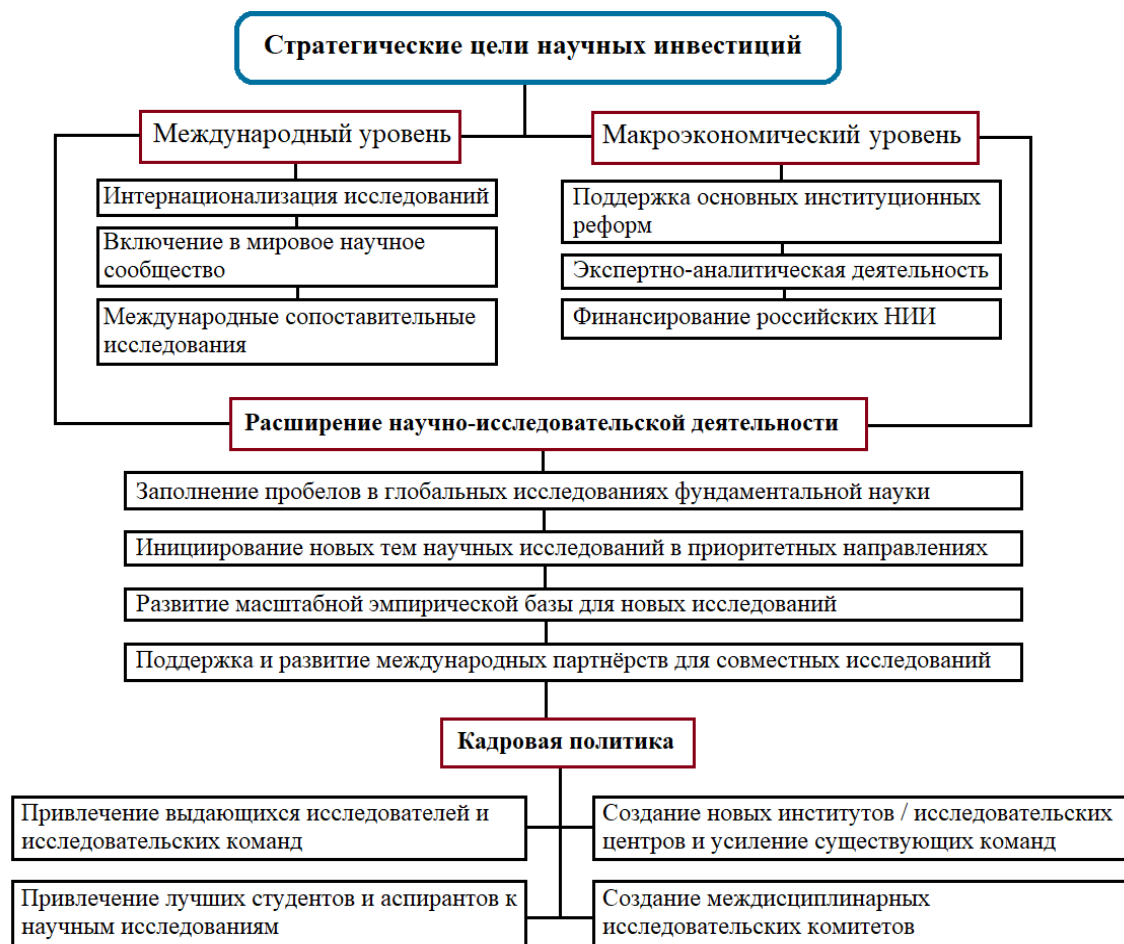 Стратегические цели научных инвестиций
Международный уровень
Макроэкономический уровень
Интернационализация исследований
Включение в мировое научное
сообщество
Международные сопоставительные
исследования
Поддержка основных институционных
реформ
Экспертно-аналитическая деятельность
Финансирование российских НИИ
Расширение научно-исследовательской деятельности
Заполнение пробелов в глобальных исследованиях фундаментальной науки
Инициирование новых тем научных исследований в приоритетных направлениях
Развитие масштабной эмпирической базы для новых исследований
Поддержка и развитие международных партнёрств для совместных исследований
Кадровая политика
Привлечение выдающихся исследователей и
исследовательских команд
Создание новых институтов / исследовательских
центров и усиление существующих команд
Привлечение лучших студентов и аспирантов к
научным исследованиям
Создание междисциплинарных
исследовательских комитетов